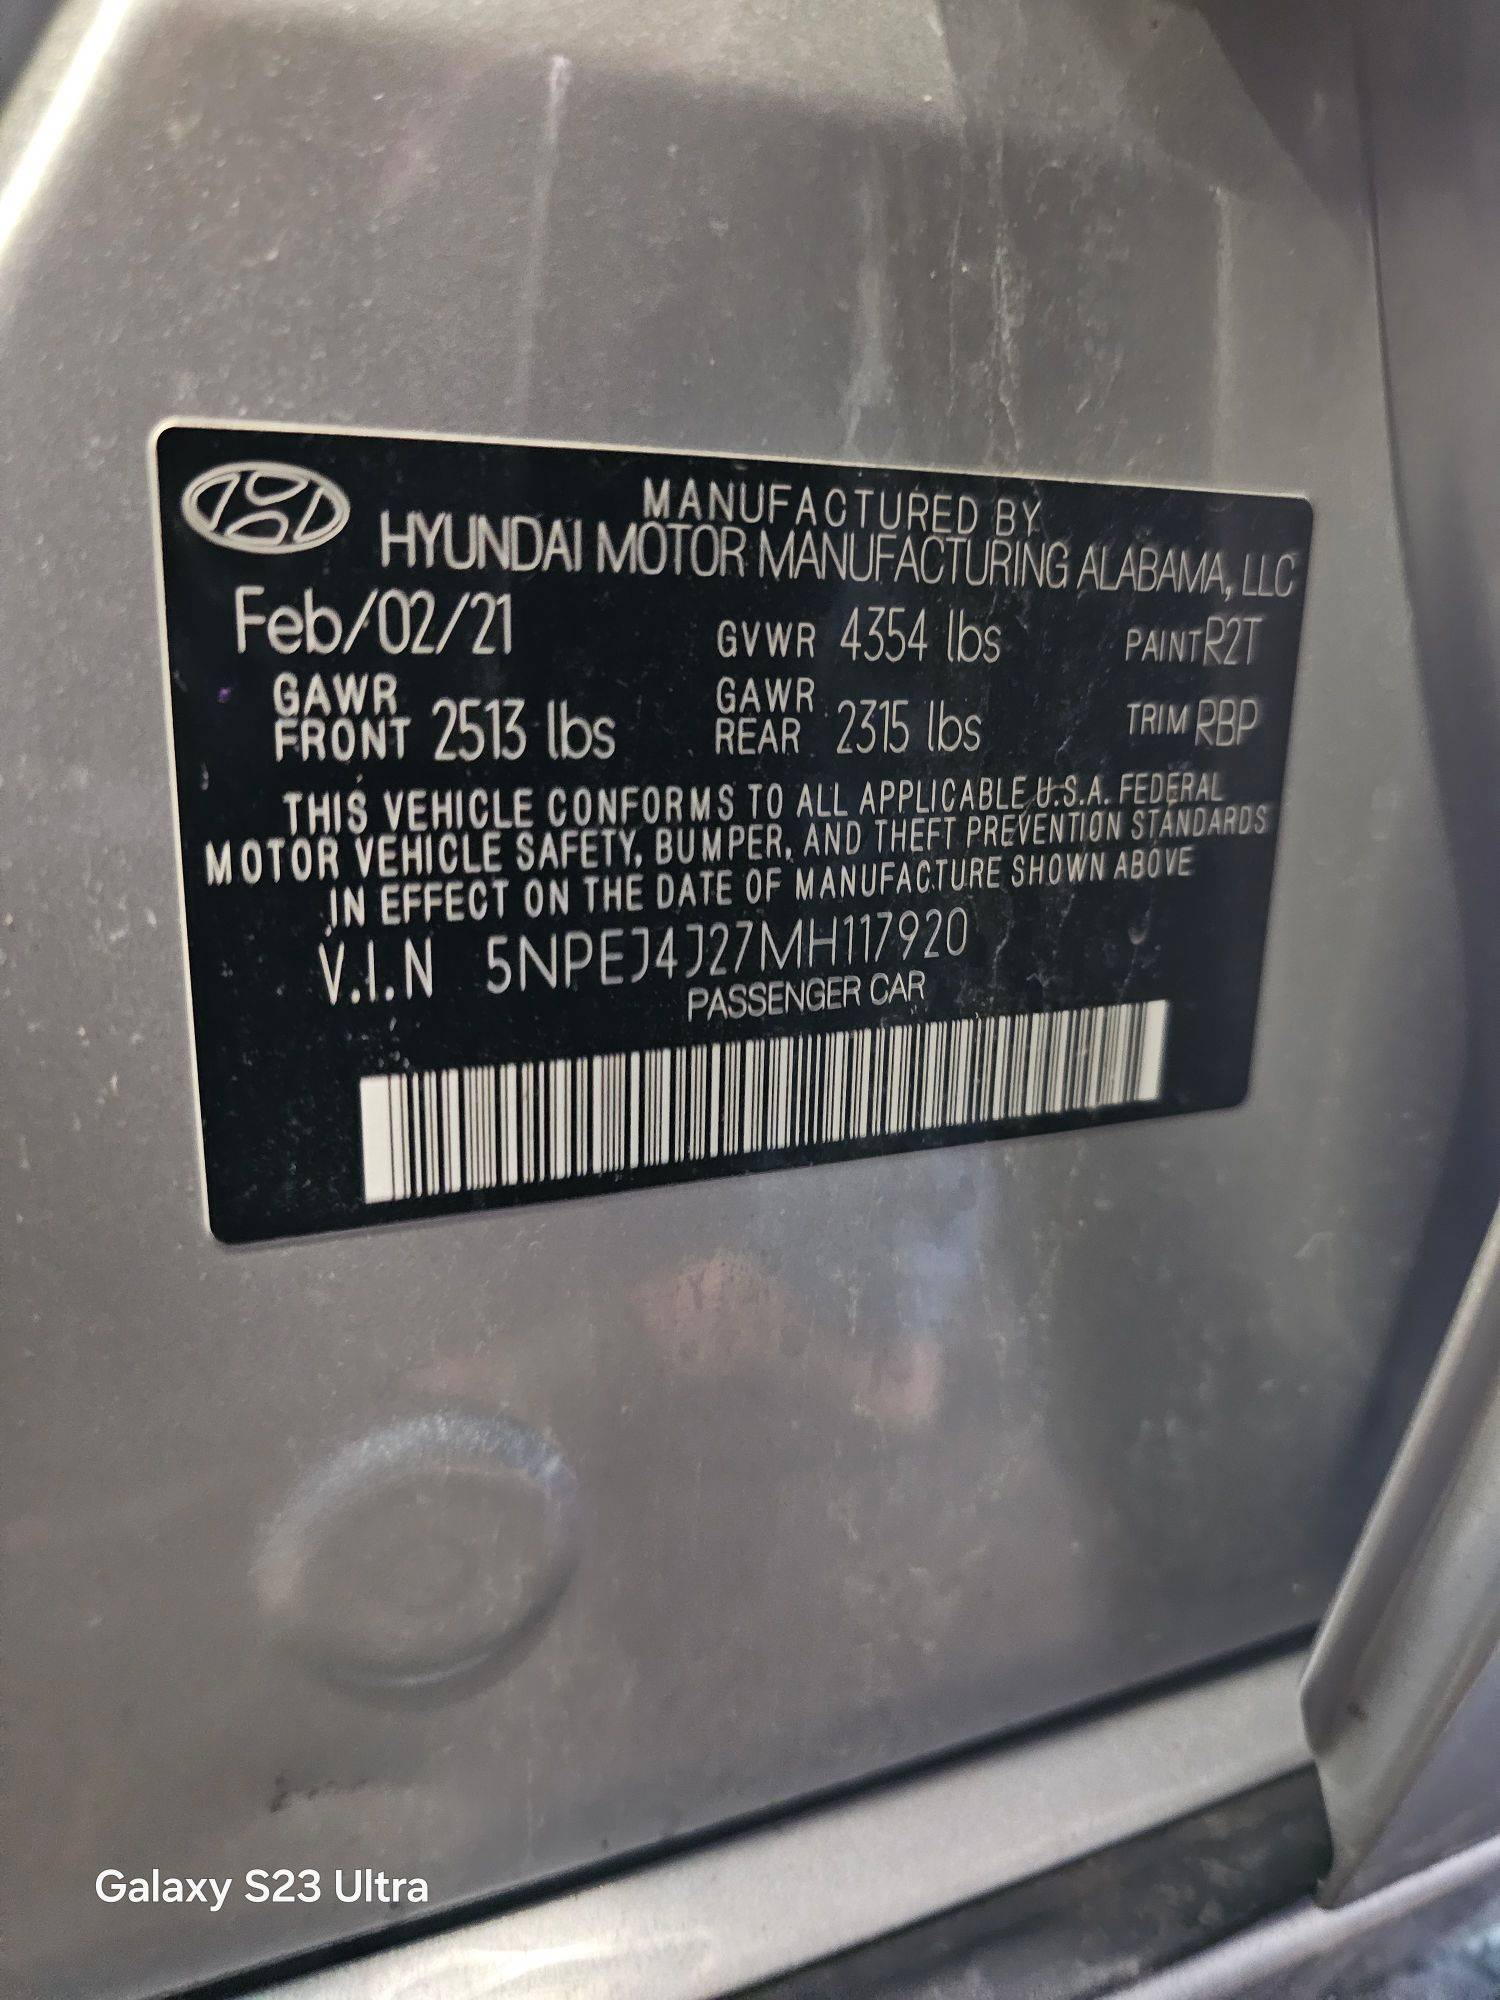 MANUFACTURED BY
HYUNDAI MOTOR MANUFACTURING ALABAMA, LLC
Feb/02/21 GVWR 4354 lbs PAINT R2T
GAWR FRONT 2513 lbs GAWR REAR 2315 lbs TRIM RBP
THIS VEHICLE CONFORMS TO ALL APPLICABLE U.S.A. FEDERAL
MOTOR VEHICLE SAFETY, BUMPER, AND THEFT PREVENTION STANDARDS
IN EFFECT ON THE DATE OF MANUFACTURE SHOWN ABOVE
V.I.N 5NPEJ4J27MH117920
PASSENGER CAR
Galaxy S23 Ultra